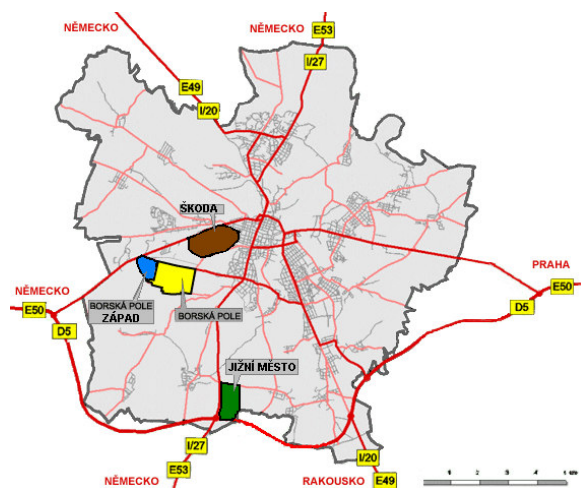 NĚMECKO
NĚMECKO
E53
I/27
E49
I/20
ŠKODA
PRAHA
E50
D5
NĚMECKO
E50
D5
BORSKÁ POLE
ZÁPAD
BORSKÁ POLE
JIŽNÍ MĚSTO
I/27
E53
NĚMECKO
I/20
RAKOUSKO
E49